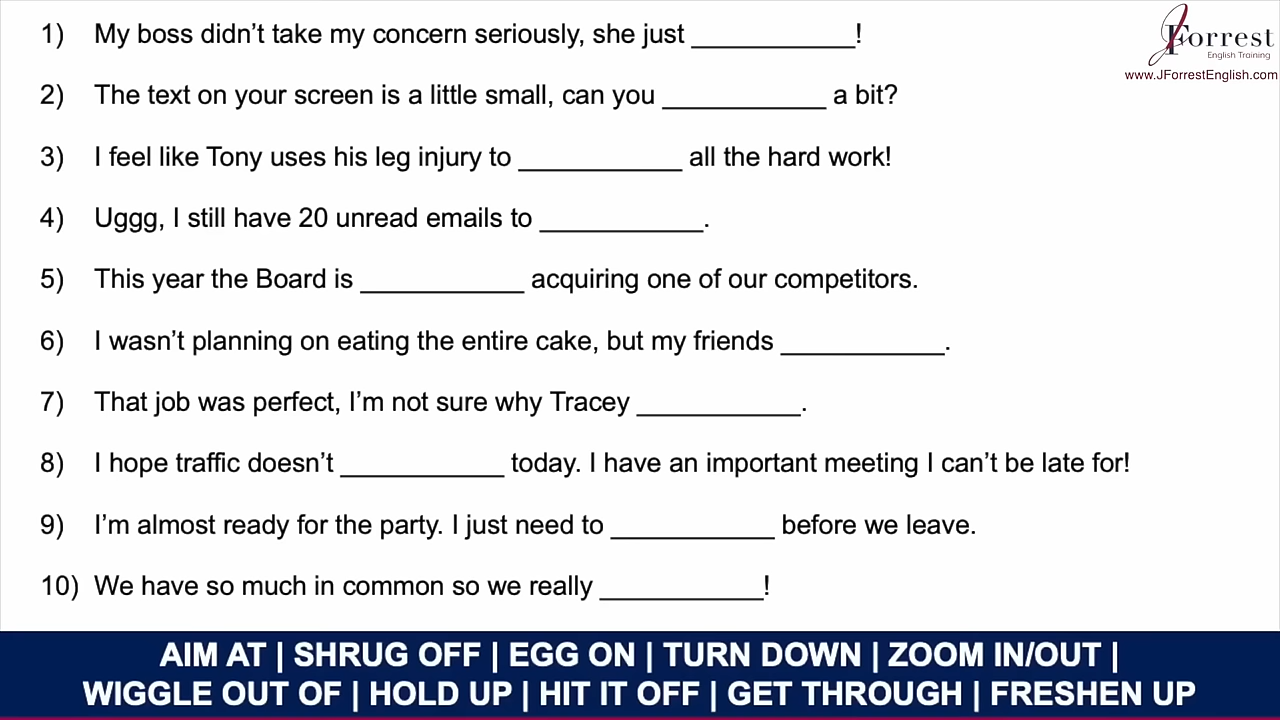 1) My boss didn’t take my concern seriously, she just ___________!
2) The text on your screen is a little small, can you ___________ a bit?
3) I feel like Tony uses his leg injury to ___________ all the hard work!
4) Uggg, I still have 20 unread emails to ___________.
5) This year the Board is ___________ acquiring one of our competitors.
6) I wasn’t planning on eating the entire cake, but my friends ___________.
7) That job was perfect, I’m not sure why Tracey ___________.
8) I hope traffic doesn’t ___________ today. I have an important meeting I can’t be late for!
9) I’m almost ready for the party. I just need to ___________ before we leave.
10) We have so much in common so we really ___________!
JForrest
English Training
www.JForrestEnglish.com
AIM AT | SHRUG OFF | EGG ON | TURN DOWN | ZOOM IN/OUT |
WIGGLE OUT OF | HOLD UP | HIT IT OFF | GET THROUGH | FRESHEN UP